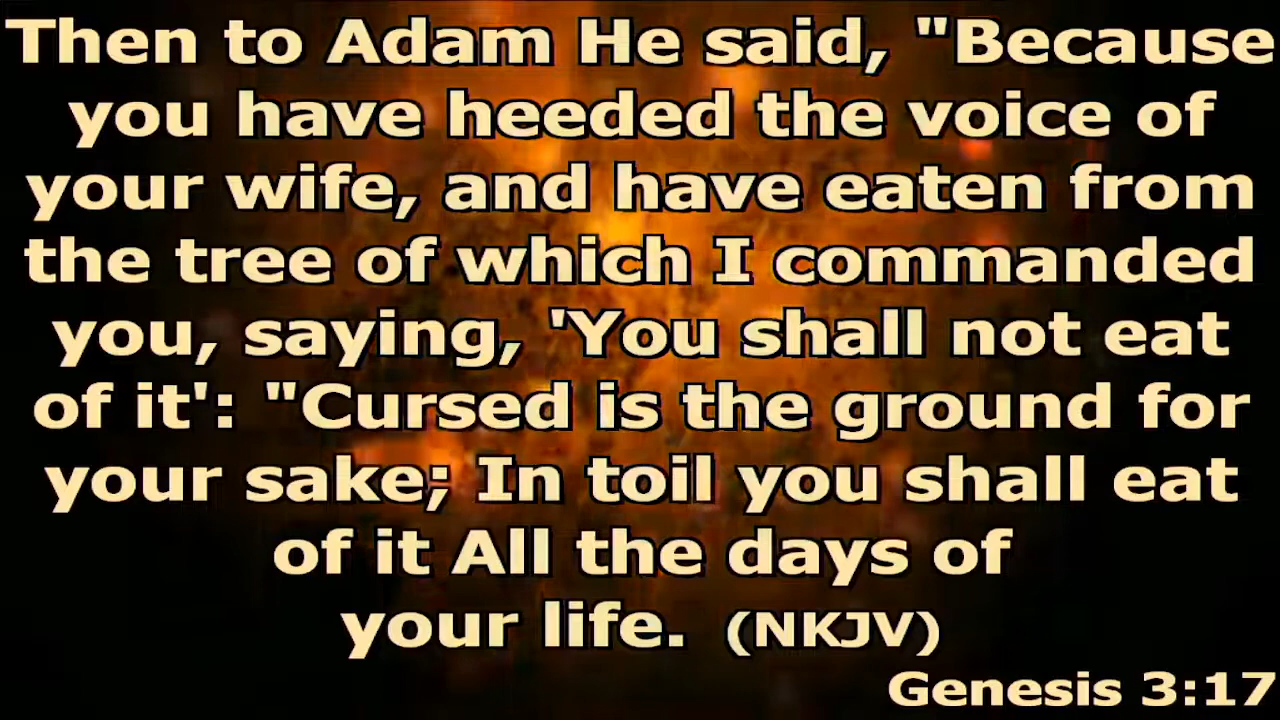 Then to Adam He said, "Because
you have heeded the voice of
your wife, and have eaten from
the tree of which I commanded
you, saying, 'You shall not eat
of it': "Cursed is the ground for
your sake; In toil you shall eat
of it All the days of
your life. (NKJV)
Genesis 3:17